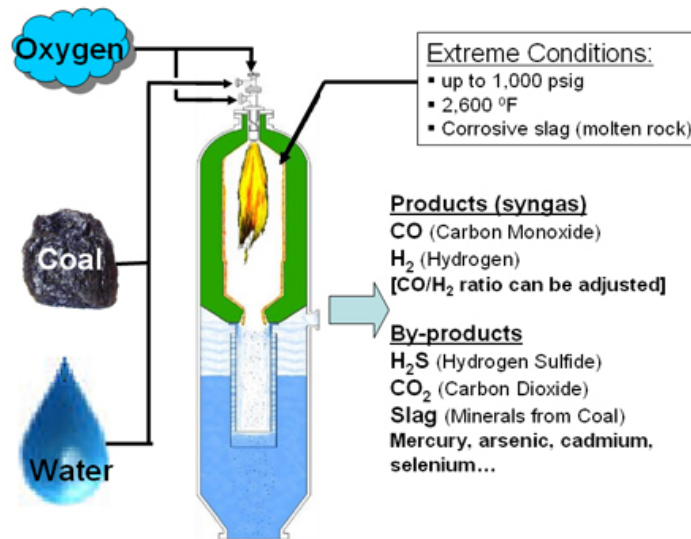 Oxygen
Coal
Water
Extreme Conditions:
▪ up to 1,000 psig
▪ 2,600 ºF
▪ Corrosive slag (molten rock)
Products (syngas)
CO (Carbon Monoxide)
H₂ (Hydrogen)
[CO/H₂ ratio can be adjusted]
By-products
H₂S (Hydrogen Sulfide)
CO₂ (Carbon Dioxide)
Slag (Minerals from Coal)
Mercury, arsenic, cadmium,
selenium…